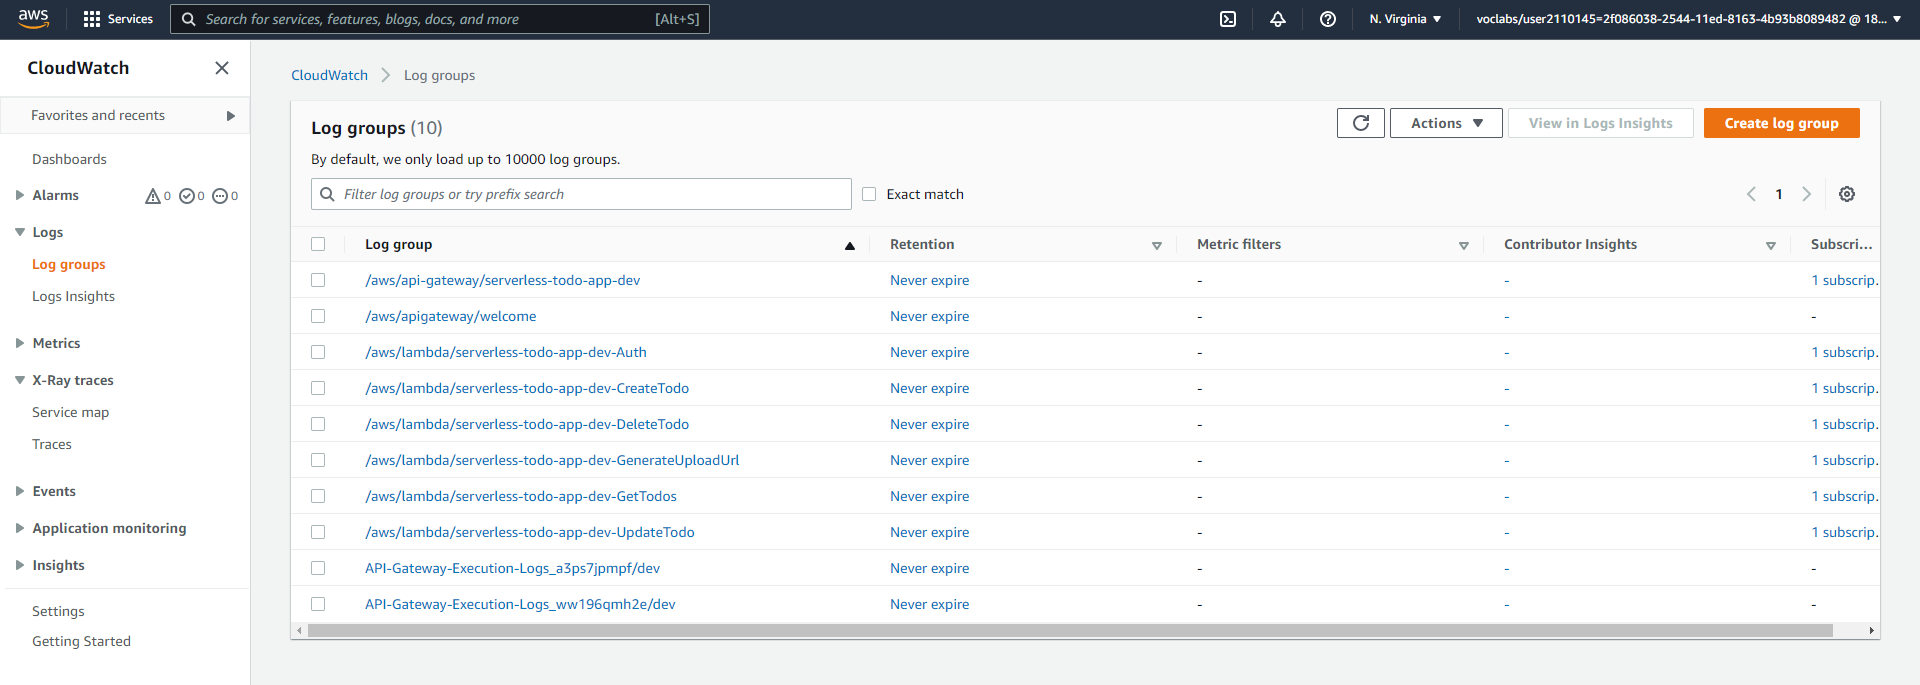 aws Services Search for services, features, blogs, docs, and more [Alt+S] N. Virginia voclabs/user2110145=2f086038-2544-11ed-8163-4b93b8089482 @ 18...
CloudWatch
Favorites and recents
Dashboards
Alarms 0 0 0
Logs
Log groups
Logs Insights
Metrics
X-Ray traces
Service map
Traces
Events
Application monitoring
Insights
Settings
Getting Started
CloudWatch > Log groups
Log groups (10)
Actions View in Logs Insights Create log group
By default, we only load up to 10000 log groups.
Filter log groups or try prefix search Exact match 1
Log group Retention Metric filters Contributor Insights Subscri...
/aws/api-gateway/serverless-todo-app-dev Never expire - - 1 subscrip.
/aws/apigateway/welcome Never expire - - -
/aws/lambda/serverless-todo-app-dev-Auth Never expire - - 1 subscrip.
/aws/lambda/serverless-todo-app-dev-CreateTodo Never expire - - 1 subscrip.
/aws/lambda/serverless-todo-app-dev-DeleteTodo Never expire - - 1 subscrip.
/aws/lambda/serverless-todo-app-dev-GenerateUploadUrl Never expire - - 1 subscrip.
/aws/lambda/serverless-todo-app-dev-GetTodos Never expire - - 1 subscrip.
/aws/lambda/serverless-todo-app-dev-UpdateTodo Never expire - - 1 subscrip.
API-Gateway-Execution-Logs_a3ps7jpmpf/dev Never expire - - -
API-Gateway-Execution-Logs_ww196qmh2e/dev Never expire - - -